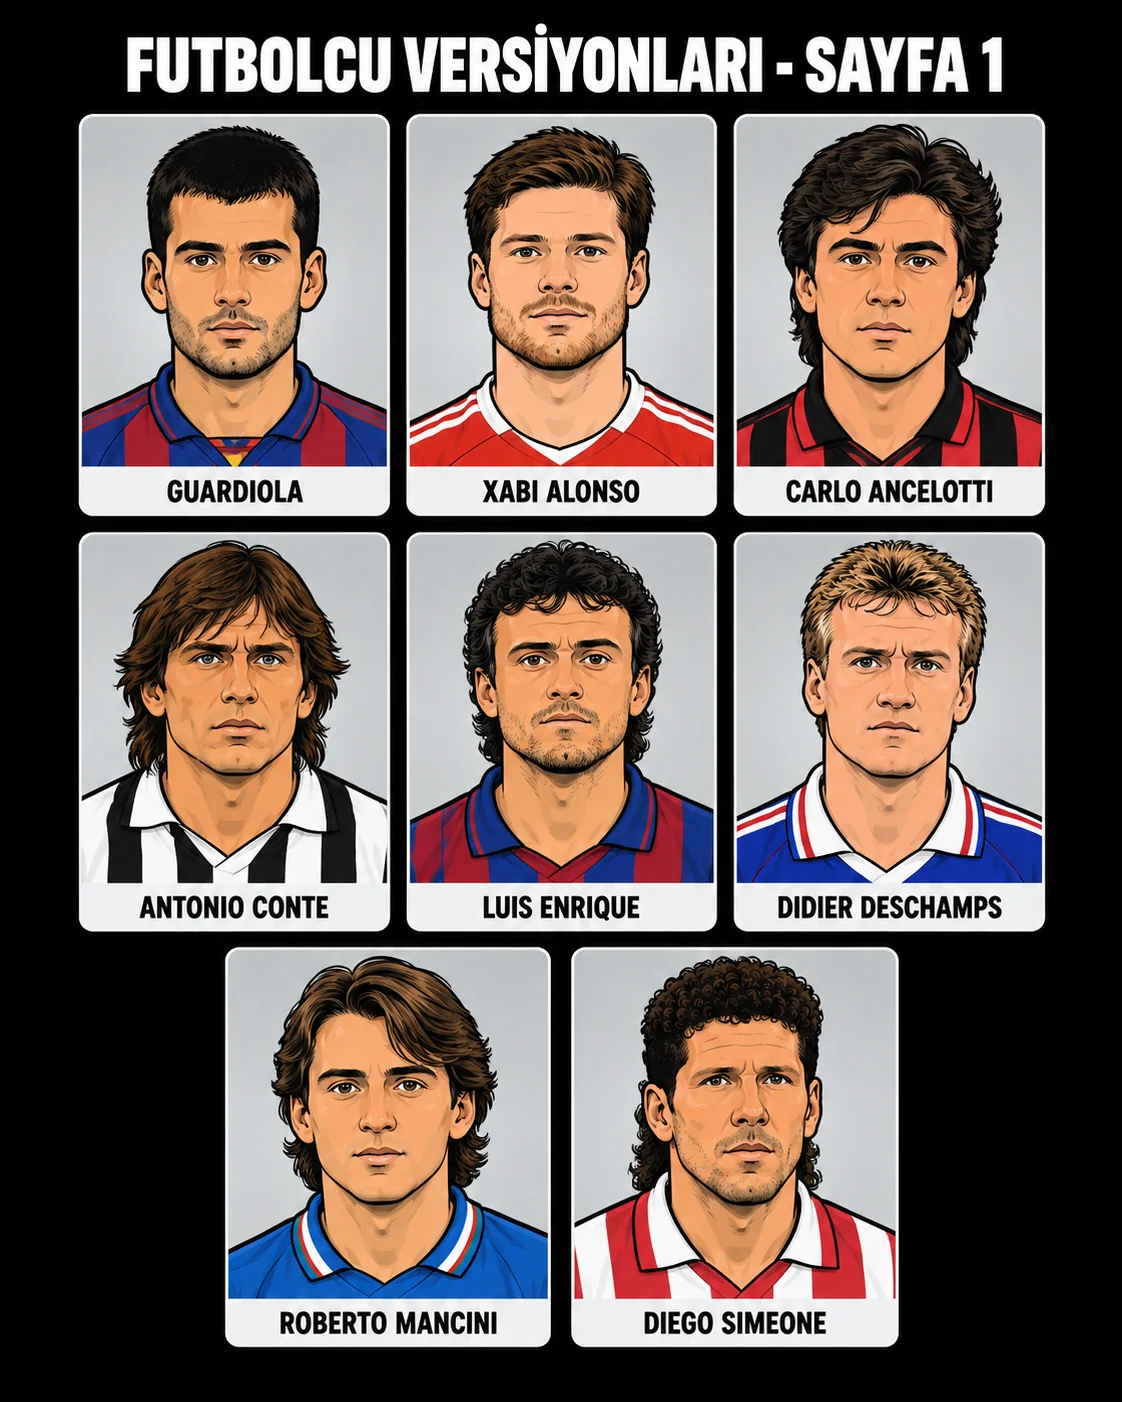 FUTBOLCU VERSİYONLARI - SAYFA 1
GUARDIOLA
XABI ALONSO
CARLO ANCELOTTI
ANTONIO CONTE
LUIS ENRIQUE
DIDIER DESCHAMPS
ROBERTO MANCINI
DIEGO SIMEONE